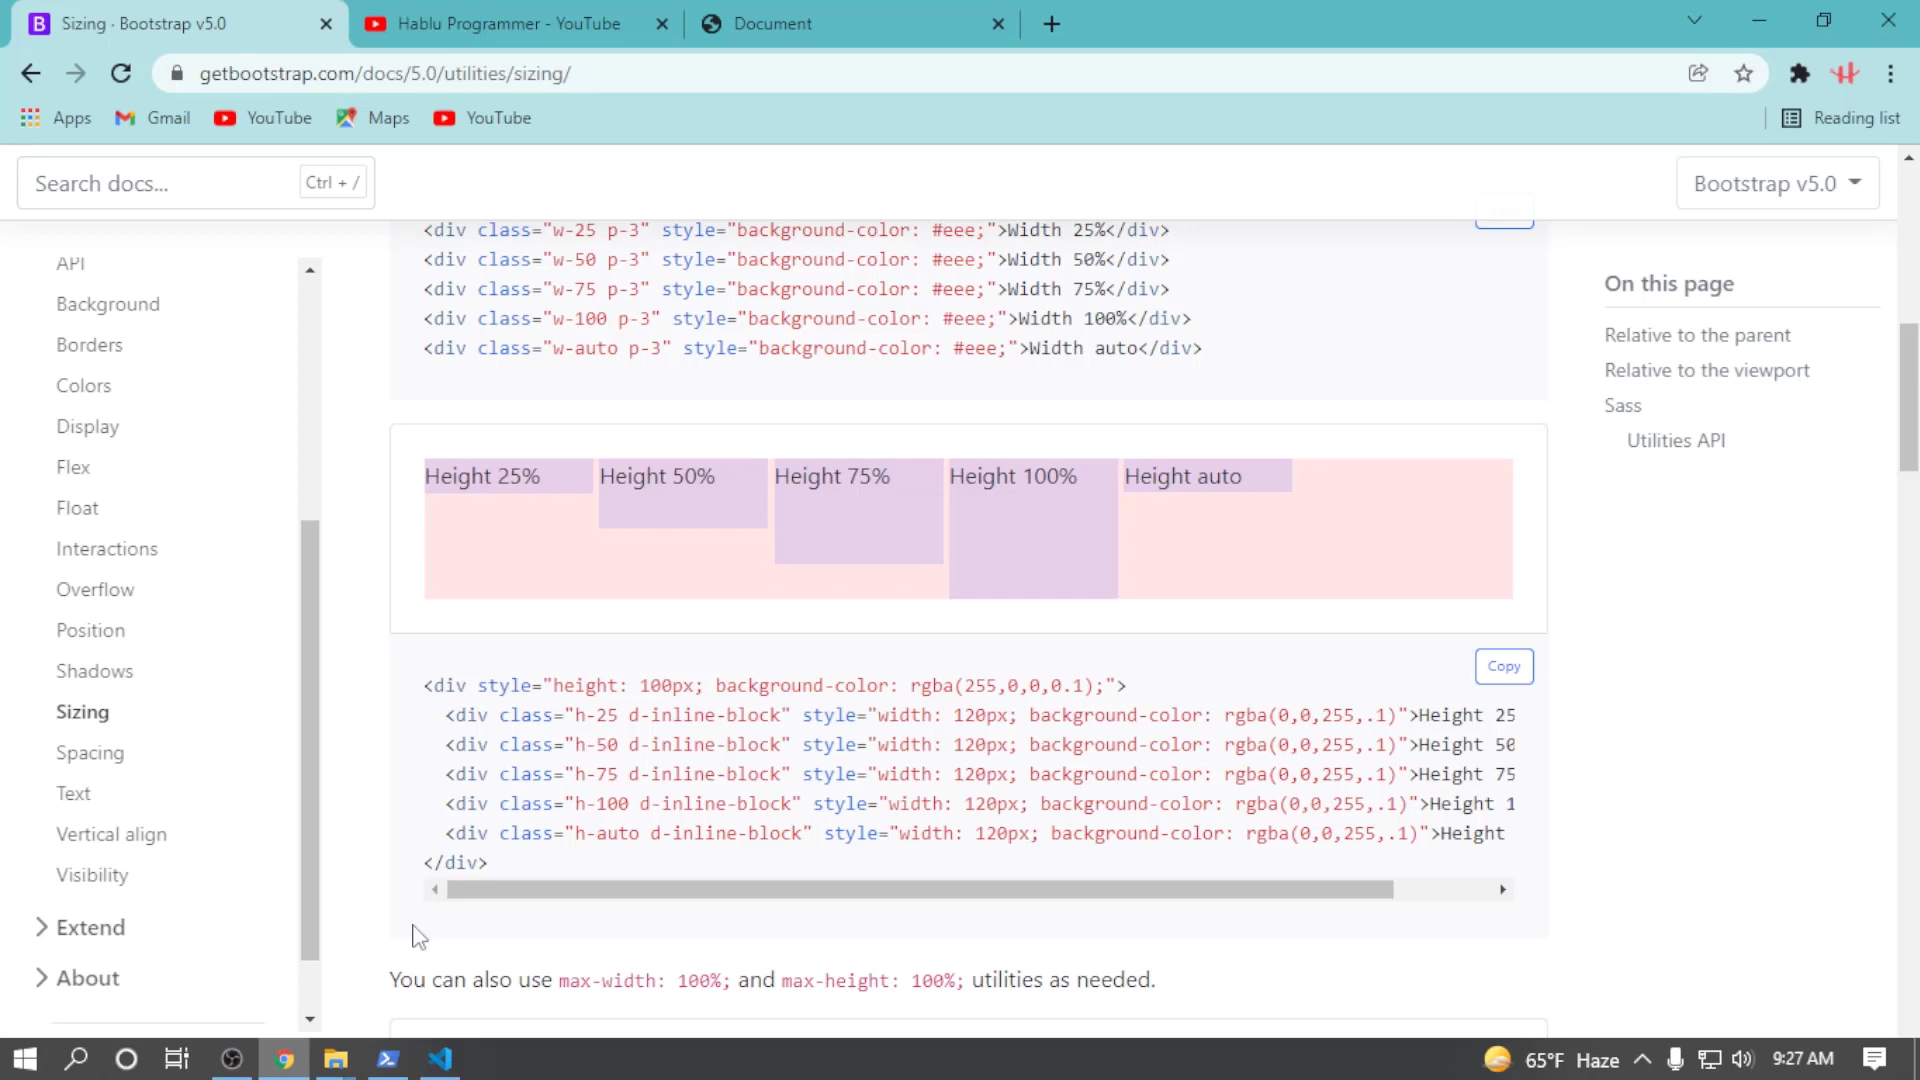 Sizing · Bootstrap v5.0
Hablu Programmer - YouTube
Document
getbootstrap.com/docs/5.0/utilities/sizing/
Apps
Gmail
YouTube
Maps
YouTube
Reading list
Search docs...
Ctrl + /
Bootstrap v5.0
API
Background
Borders
Colors
Display
Flex
Float
Interactions
Overflow
Position
Shadows
Sizing
Spacing
Text
Vertical align
Visibility
Extend
About
<div class="w-25 p-3" style="background-color: #eee;">Width 25%</div>
<div class="w-50 p-3" style="background-color: #eee;">Width 50%</div>
<div class="w-75 p-3" style="background-color: #eee;">Width 75%</div>
<div class="w-100 p-3" style="background-color: #eee;">Width 100%</div>
<div class="w-auto p-3" style="background-color: #eee;">Width auto</div>
Height 25%
Height 50%
Height 75%
Height 100%
Height auto
Copy
<div style="height: 100px; background-color: rgba(255,0,0,0.1);">
<div class="h-25 d-inline-block" style="width: 120px; background-color: rgba(0,0,255,.1)">Height 25
<div class="h-50 d-inline-block" style="width: 120px; background-color: rgba(0,0,255,.1)">Height 50
<div class="h-75 d-inline-block" style="width: 120px; background-color: rgba(0,0,255,.1)">Height 75
<div class="h-100 d-inline-block" style="width: 120px; background-color: rgba(0,0,255,.1)">Height 1
<div class="h-auto d-inline-block" style="width: 120px; background-color: rgba(0,0,255,.1)">Height
</div>
You can also use max-width: 100%; and max-height: 100%; utilities as needed.
On this page
Relative to the parent
Relative to the viewport
Sass
Utilities API
65°F Haze
9:27 AM